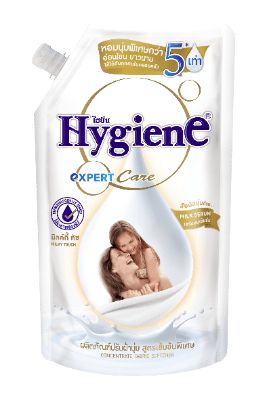 หอมนุ่มพิเศษกว่า
5 เท่า
ไฮยีน
Hygiene
EXPERT Care
MILK SERUM
มิลค์กี้ ทัช
MILKY TOUCH
ผลิตภัณฑ์ปรับผ้านุ่ม สูตรเข้มข้นพิเศษ
CONCENTRATE FABRIC SOFTENER